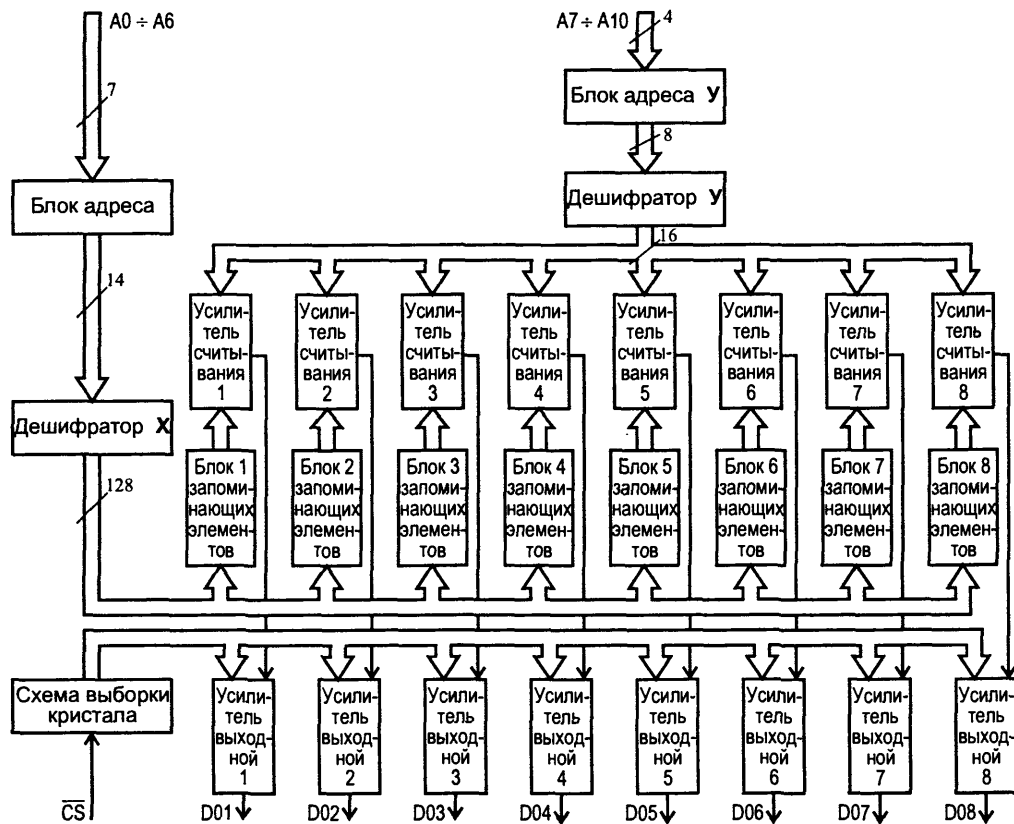 А0 ÷ А6
А7 ÷ А10
4
7
Блок адреса У
8
Блок адреса
Дешифратор У
16
14
Усили-
тель
считы-
вания
1
Усили-
тель
считы-
вания
2
Усили-
тель
считы-
вания
3
Усили-
тель
считы-
вания
4
Усили-
тель
считы-
вания
5
Усили-
тель
считы-
вания
6
Усили-
тель
считы-
вания
7
Усили-
тель
считы-
вания
8
Дешифратор X
128
Блок 1
запоми-
нающих
элемен-
тов
Блок 2
запоми-
нающих
элемен-
тов
Блок 3
запоми-
нающих
элемен-
тов
Блок 4
запоми-
нающих
элемен-
тов
Блок 5
запоми-
нающих
элемен-
тов
Блок 6
запоми-
нающих
элемен-
тов
Блок 7
запоми-
нающих
элемен-
тов
Блок 8
запоми-
нающих
элемен-
тов
Схема выборки
кристала
Усили-
тель
выход-
ной
1
Усили-
тель
выход-
ной
2
Усили-
тель
выход-
ной
3
Усили-
тель
выход-
ной
4
Усили-
тель
выход-
ной
5
Усили-
тель
выход-
ной
6
Усили-
тель
выход-
ной
7
Усили-
тель
выход-
ной
8
C̅S̅
D01
D02
D03
D04
D05
D06
D07
D08